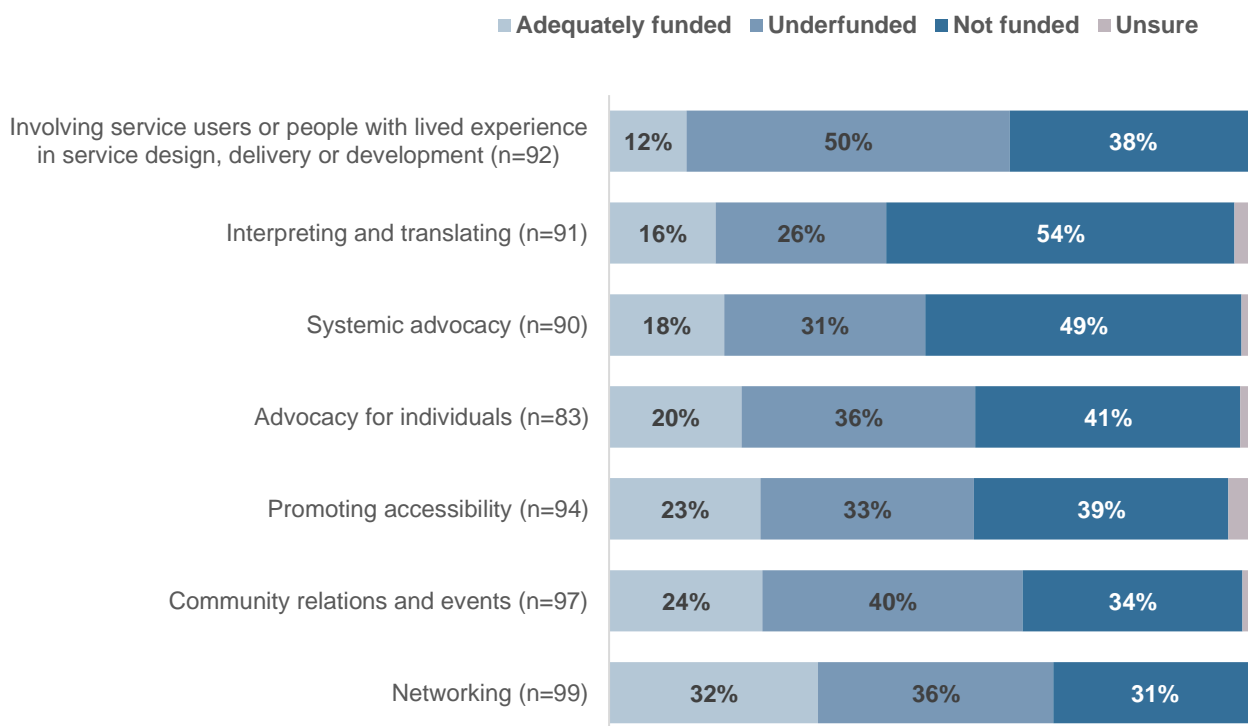 Adequately funded Underfunded Not funded Unsure
Involving service users or people with lived experience
in service design, delivery or development (n=92)
12% 50% 38%
Interpreting and translating (n=91)
16% 26% 54%
Systemic advocacy (n=90)
18% 31% 49%
Advocacy for individuals (n=83)
20% 36% 41%
Promoting accessibility (n=94)
23% 33% 39%
Community relations and events (n=97)
24% 40% 34%
Networking (n=99)
32% 36% 31%